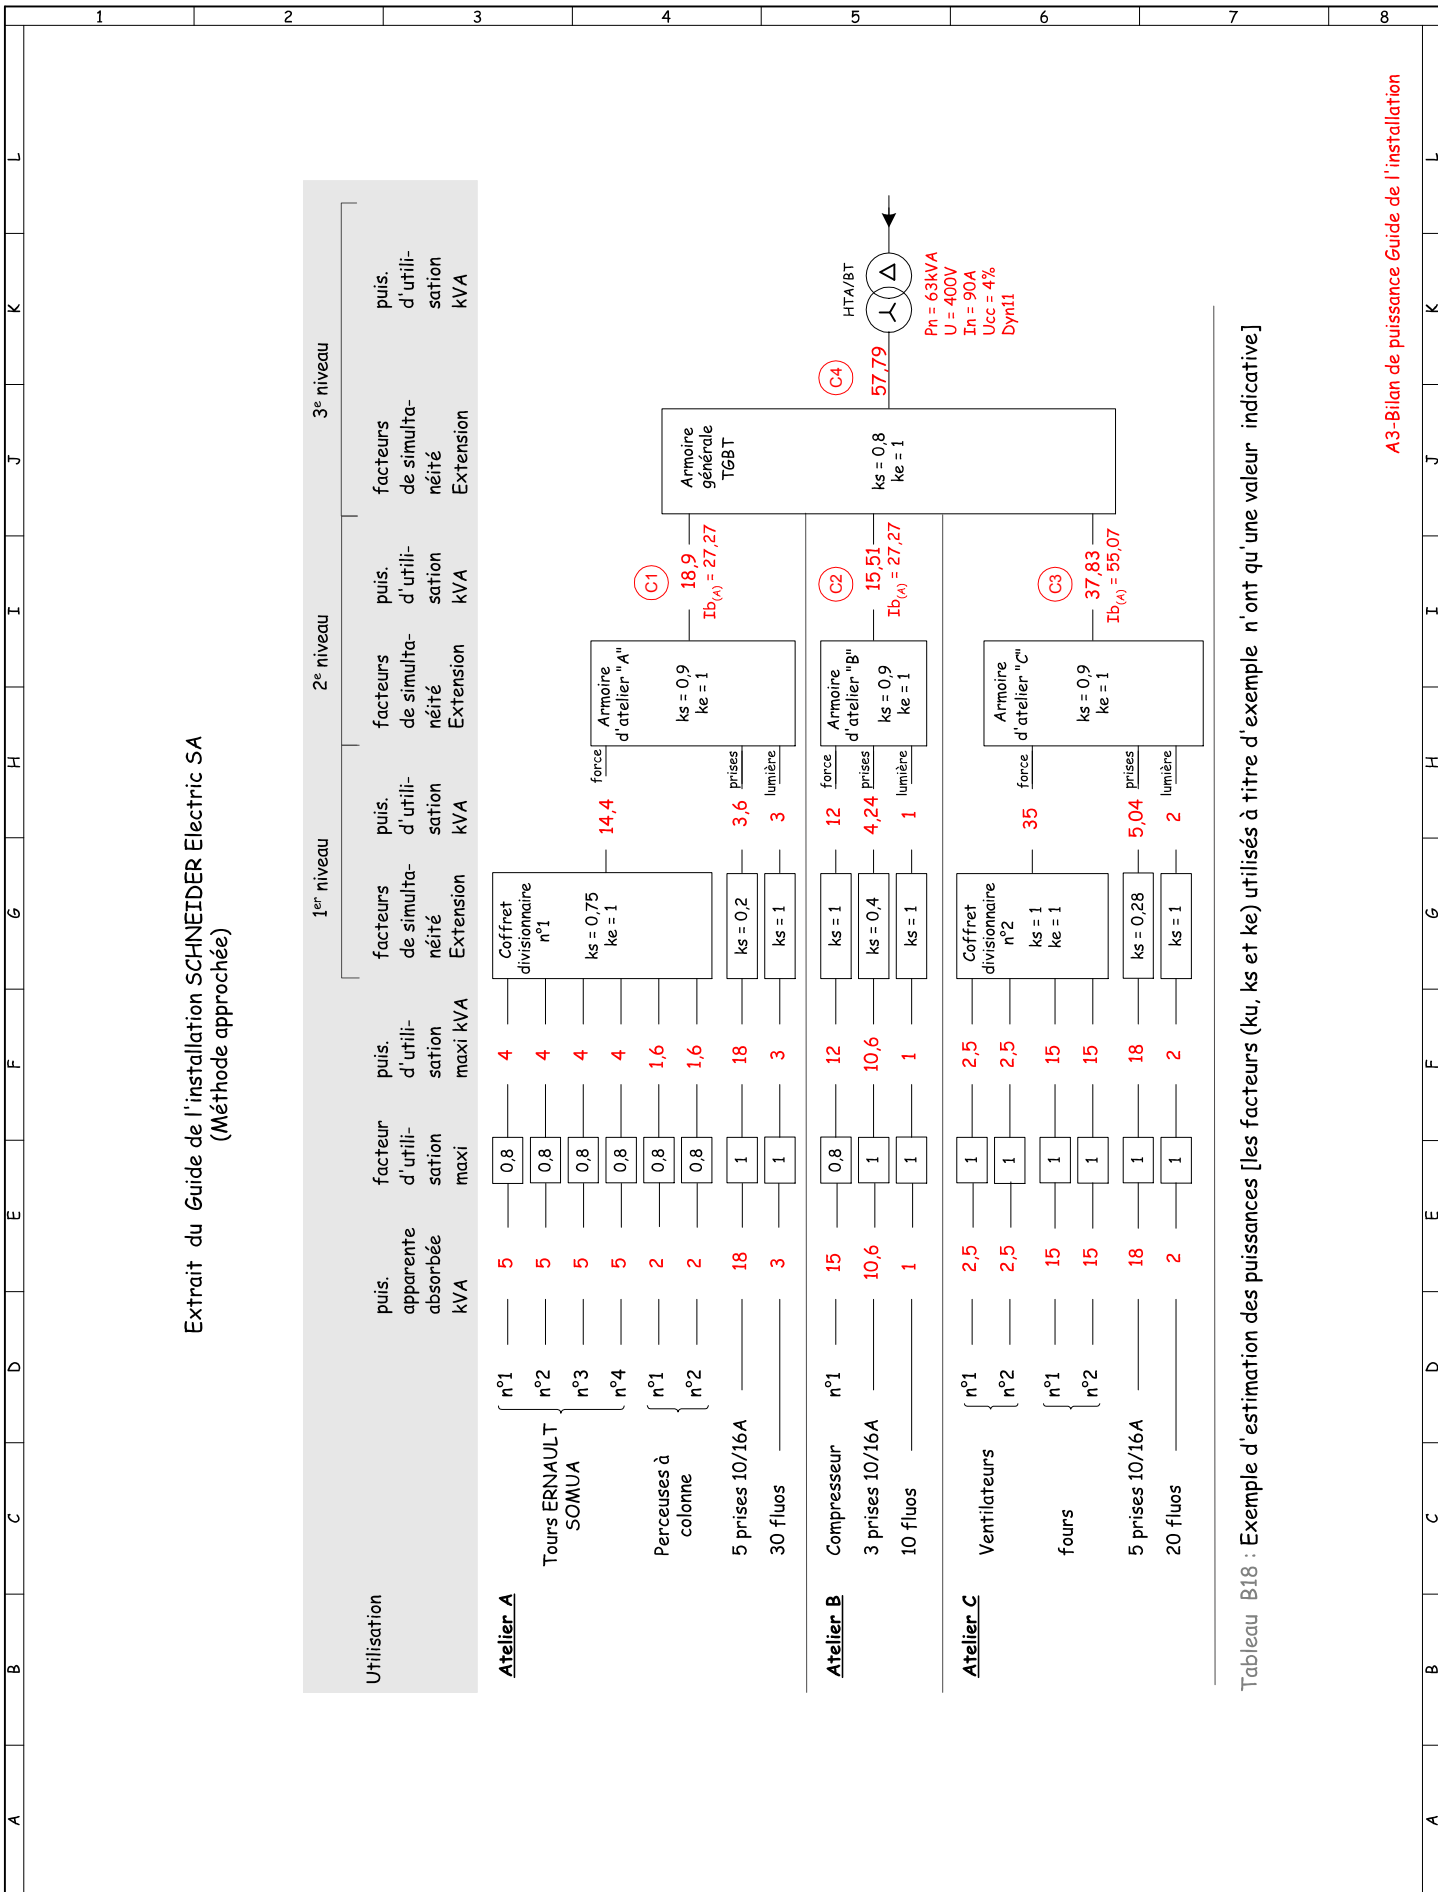 A B C D E F G H I J K L
1
2
3
4
5
6
7
8
Extrait du Guide de l'installation SCHNEIDER Electric SA
(Méthode approchée)
1er niveau
2e niveau
3e niveau
Utilisation
puis.
apparente
absorbée
kVA
facteur
d'utili-
sation
maxi
puis.
d'utili-
sation
maxi kVA
facteurs
de simulta-
néité
Extension
puis.
d'utili-
sation
kVA
facteurs
de simulta-
néité
Extension
puis.
d'utili-
sation
kVA
facteurs
de simulta-
néité
Extension
puis.
d'utili-
sation
kVA
Atelier A
Tours ERNAULT
SOMUA
n°1 5 0,8 4
n°2 5 0,8 4
n°3 5 0,8 4
n°4 5 0,8 4
Perceuses à
colonne
n°1 2 0,8 1,6
n°2 2 0,8 1,6
Coffret
divisionnaire
n°1
ks = 0,75
ke = 1
14,4
force
5 prises 10/16A 18 1 18 ks = 0,2 3,6 prises
30 fluos 3 1 3 ks = 1 3 lumière
Armoire
d'atelier "A"
ks = 0,9
ke = 1
C1
18,9
Ib(A) = 27,27
Atelier B
Compresseur n°1 15 0,8 12 ks = 1 12 force
3 prises 10/16A 10,6 1 10,6 ks = 0,4 4,24 prises
10 fluos 1 1 1 ks = 1 1 lumière
Armoire
d'atelier "B"
ks = 0,9
ke = 1
C2
15,51
Ib(A) = 27,27
Atelier C
Ventilateurs
n°1 2,5 1 2,5
n°2 2,5 1 2,5
fours
n°1 15 1 15
n°2 15 1 15
Coffret
divisionnaire
n°2
ks = 1
ke = 1
35
force
5 prises 10/16A 18 1 18 ks = 0,28 5,04 prises
20 fluos 2 1 2 ks = 1 2 lumière
Armoire
d'atelier "C"
ks = 0,9
ke = 1
C3
37,83
Ib(A) = 55,07
Armoire
générale
TGBT
ks = 0,8
ke = 1
C4
57,79
HTA/BT
Pn = 63kVA
U = 400V
In = 90A
Ucc = 4%
Dyn11
Tableau B18 : Exemple d'estimation des puissances [les facteurs (ku, ks et ke) utilisés à titre d'exemple n'ont qu'une valeur indicative]
A3-Bilan de puissance Guide de l'installation
A B C D E F G H I J K L